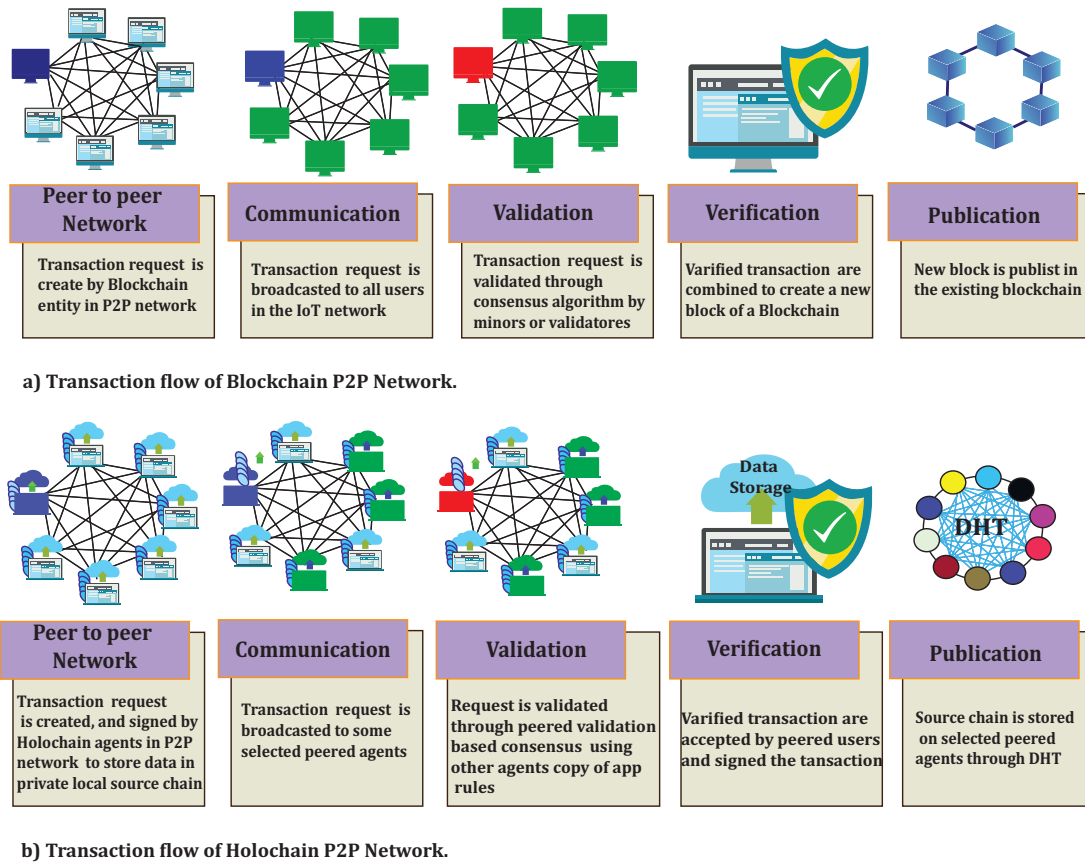 Peer to peer
Network
Communication
Validation
Verification
Publication
Transaction request is
create by Blockchain
entity in P2P network
Transaction request is
broadcasted to all users
in the IoT network
Transaction request is
validated through
consensus algorithm by
minors or validatores
Varified transaction are
combined to create a new
block of a Blockchain
New block is publist in
the existing blockchain
a) Transaction flow of Blockchain P2P Network.
Data
Storage
DHT
Peer to peer
Network
Communication
Validation
Verification
Publication
Transaction request
is created, and signed by
Holochain agents in P2P
network to store data in
private local source chain
Transaction request is
broadcasted to some
selected peered agents
Request is validated
through peered validation
based consensus using
other agents copy of app
rules
Varified transaction are
accepted by peered users
and signed the tansaction
Source chain is stored
on selected peered
agents through DHT
b) Transaction flow of Holochain P2P Network.